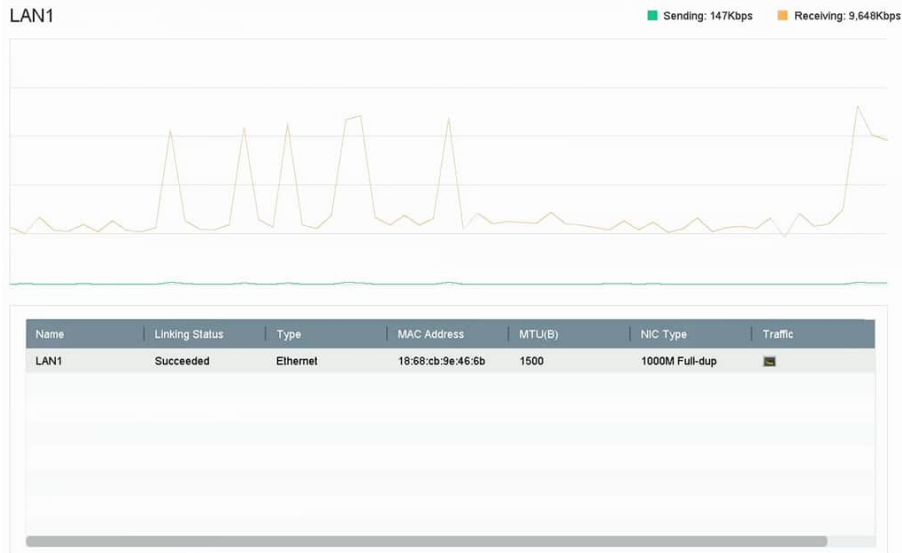 LAN1
Sending: 147Kbps Receiving: 9,648Kbps
Name Linking Status Type MAC Address MTU(B) NIC Type Traffic
LAN1 Succeeded Ethernet 18:68:cb:9e:46:6b 1500 1000M Full-dup